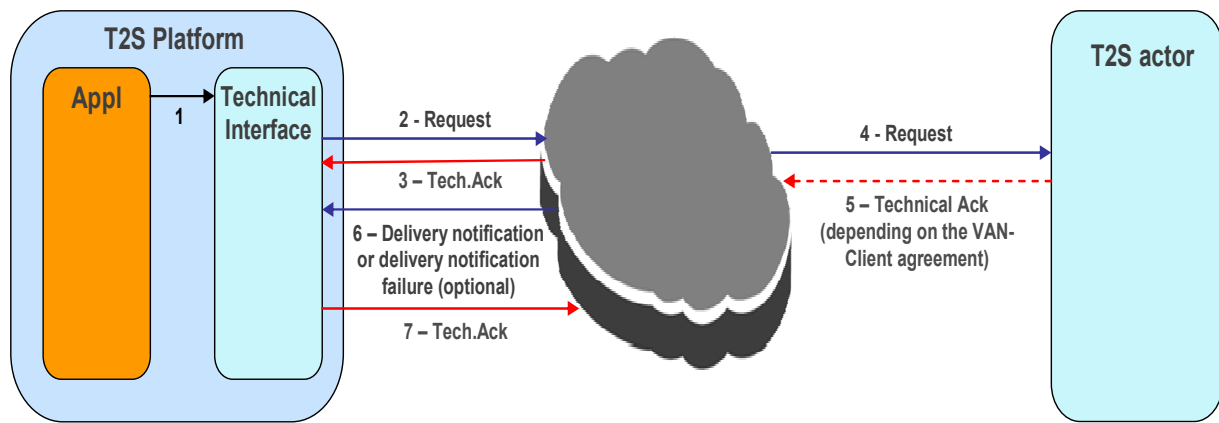 T2S Platform
Appl
1
Technical
Interface
2 - Request
3 – Tech.Ack
6 – Delivery notification
or delivery notification
failure (optional)
7 – Tech.Ack
4 - Request
5 – Technical Ack
(depending on the VAN-
Client agreement)
T2S actor